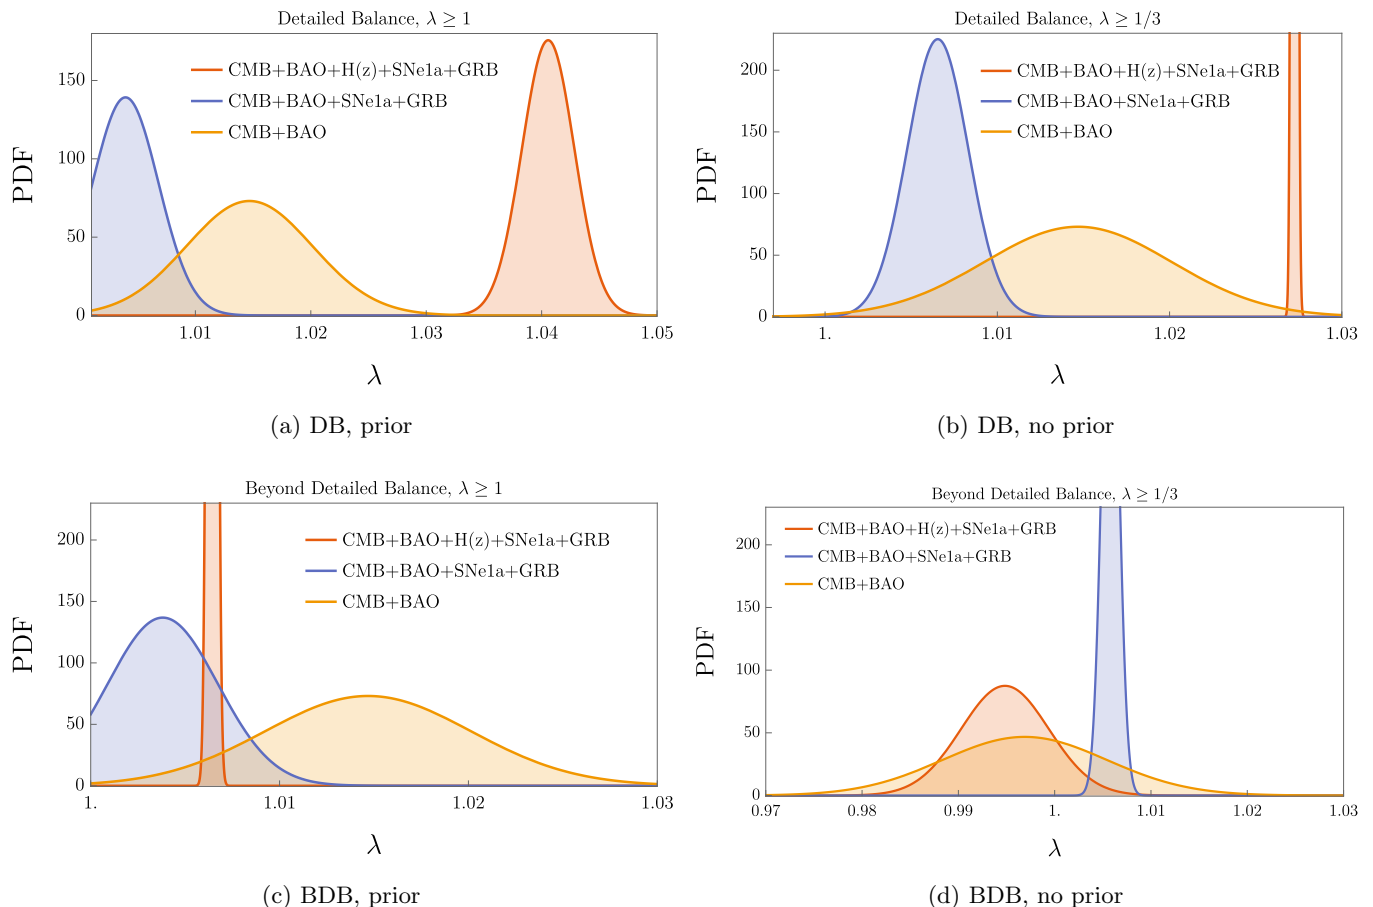 Detailed Balance, λ ≥ 1
PDF
150
100
50
0
CMB+BAO+H(z)+SNe1a+GRB
CMB+BAO+SNe1a+GRB
CMB+BAO
1.01 1.02 1.03 1.04 1.05
λ
(a) DB, prior
Detailed Balance, λ ≥ 1/3
PDF
200
150
100
50
0
CMB+BAO+H(z)+SNe1a+GRB
CMB+BAO+SNe1a+GRB
CMB+BAO
1. 1.01 1.02 1.03
λ
(b) DB, no prior
Beyond Detailed Balance, λ ≥ 1
PDF
200
150
100
50
0
CMB+BAO+H(z)+SNe1a+GRB
CMB+BAO+SNe1a+GRB
CMB+BAO
1. 1.01 1.02 1.03
λ
(c) BDB, prior
Beyond Detailed Balance, λ ≥ 1/3
PDF
200
150
100
50
0
CMB+BAO+H(z)+SNe1a+GRB
CMB+BAO+SNe1a+GRB
CMB+BAO
0.97 0.98 0.99 1. 1.01 1.02 1.03
λ
(d) BDB, no prior